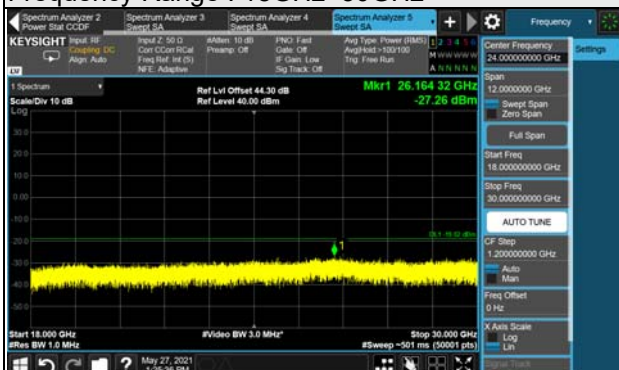 Spectrum Analyzer 2
Power Stat CCDF
Spectrum Analyzer 3
Swept SA
Spectrum Analyzer 4
Swept SA
Spectrum Analyzer 5
Swept SA
Frequency
KEYSIGHT
Input: RF
Coupling: DC
Align: Auto
Input Z: 50 Ω
Corr CCorr RCal
Freq Ref: Int (S)
NFE: Adaptive
#Atten: 10 dB
Preamp: Off
PNO: Fast
Gate: Off
IF Gain: Low
Sig Track: Off
Avg Type: Power (RMS)
Avg|Hold:>100/100
Trig: Free Run
1 2 3 4 5 6
M W W W W W
A N N N N N
LXI
1 Spectrum
Scale/Div 10 dB
Log
Ref Lvl Offset 44.30 dB
Ref Level 40.00 dBm
Mkr1 26.164 32 GHz
-27.26 dBm
30.0
20.0
10.0
0.00
-10.0
-20.0
-30.0
-40.0
-50.0
1
Start 18.000 GHz
#Res BW 1.0 MHz
#Video BW 3.0 MHz*
Stop 30.000 GHz
#Sweep ~501 ms (50001 pts)
Center Frequency
24.000000000 GHz
Settings
Span
12.0000000 GHz
Swept Span
Zero Span
Full Span
Start Freq
18.000000000 GHz
Stop Freq
30.000000000 GHz
AUTO TUNE
CF Step
1.200000000 GHz
Auto
Man
Freq Offset
0 Hz
X Axis Scale
Log
Lin
Signal Track
May 27, 2021